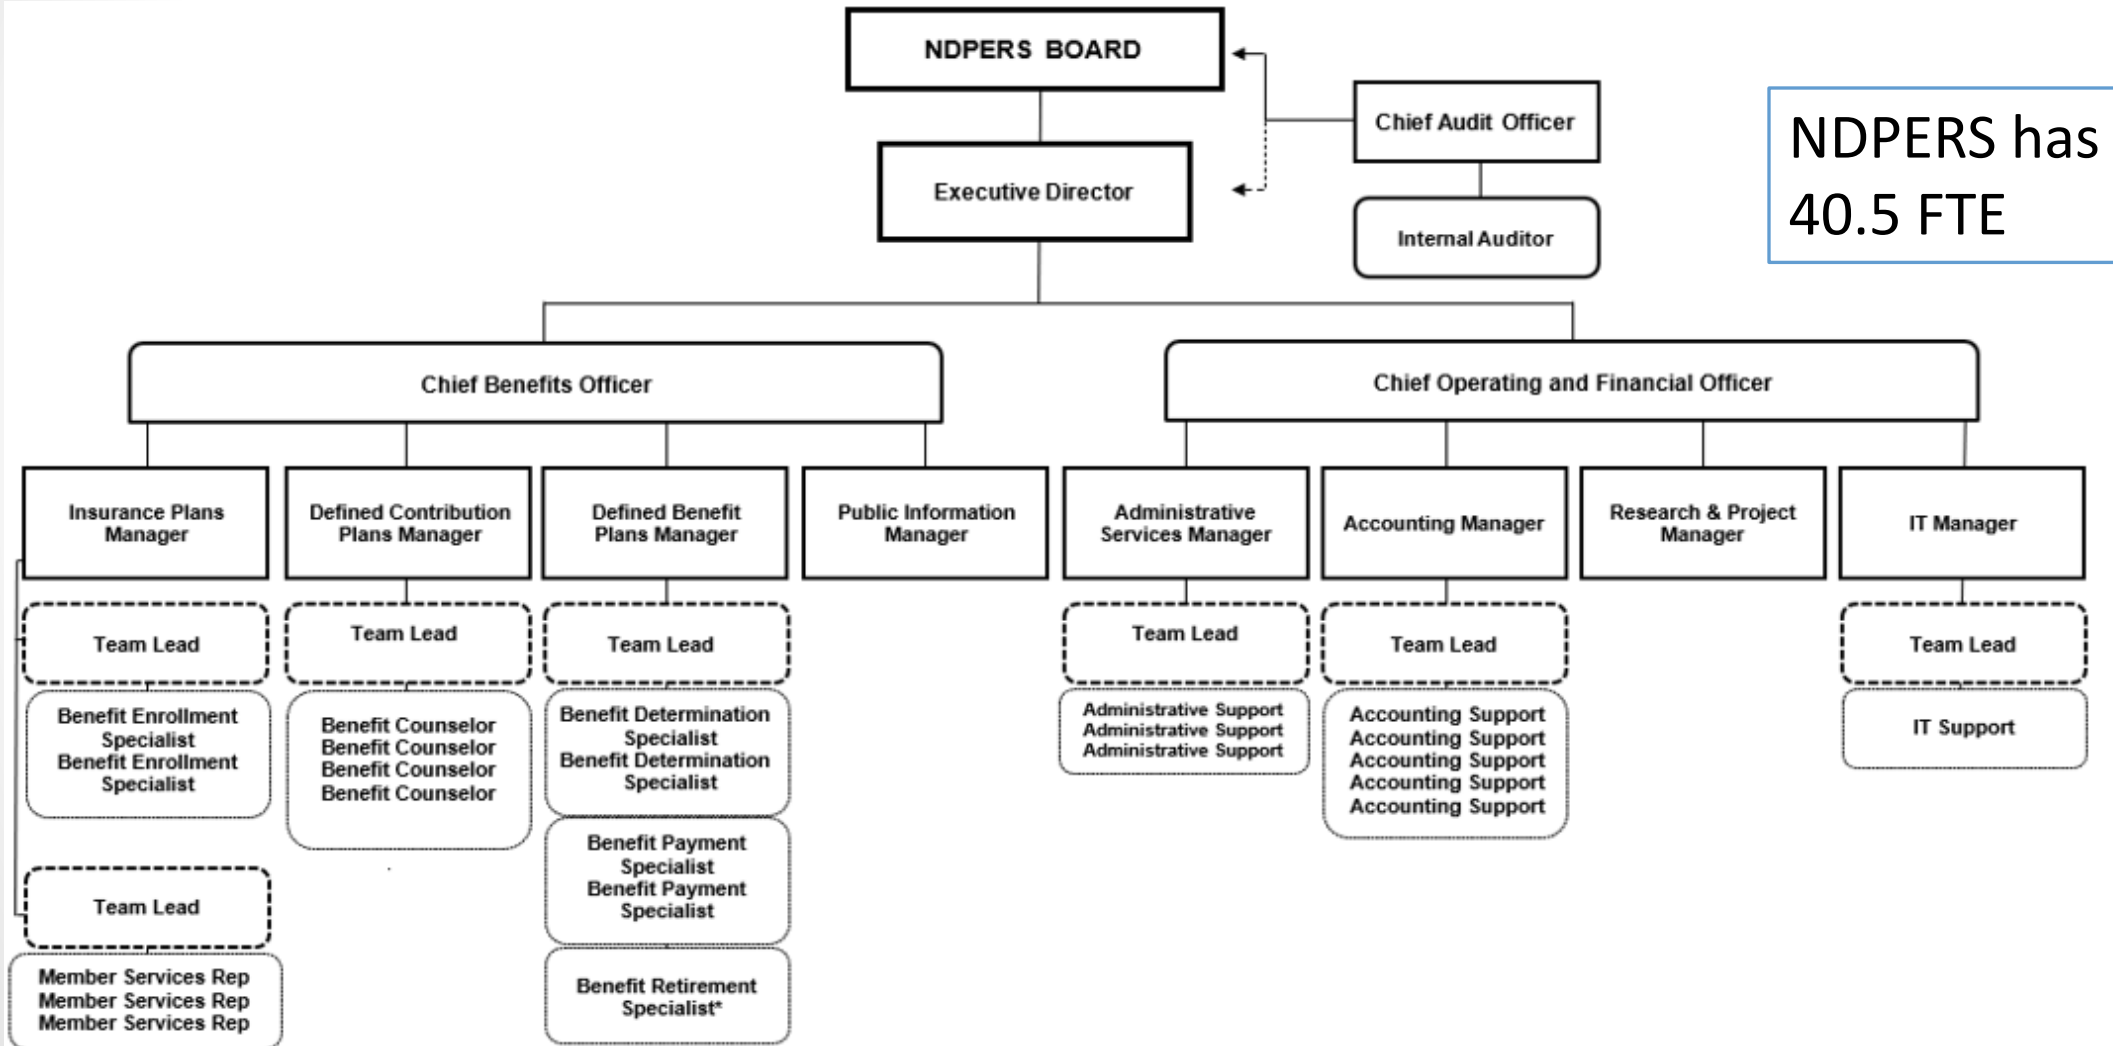 NDPERS BOARD
Chief Audit Officer
NDPERS has
40.5 FTE
Executive Director
Internal Auditor
Chief Benefits Officer
Chief Operating and Financial Officer
Insurance Plans
Manager
Defined Contribution
Plans Manager
Defined Benefit
Plans Manager
Public Information
Manager
Administrative
Services Manager
Accounting Manager
Research & Project
Manager
IT Manager
Team Lead
Team Lead
Team Lead
Team Lead
Team Lead
Team Lead
Benefit Enrollment
Specialist
Benefit Enrollment
Specialist
Benefit Counselor
Benefit Counselor
Benefit Counselor
Benefit Counselor
Benefit Determination
Specialist
Benefit Determination
Specialist
Administrative Support
Administrative Support
Administrative Support
Accounting Support
Accounting Support
Accounting Support
Accounting Support
Accounting Support
IT Support
Benefit Payment
Specialist
Benefit Payment
Specialist
Team Lead
Member Services Rep
Member Services Rep
Member Services Rep
Benefit Retirement
Specialist*